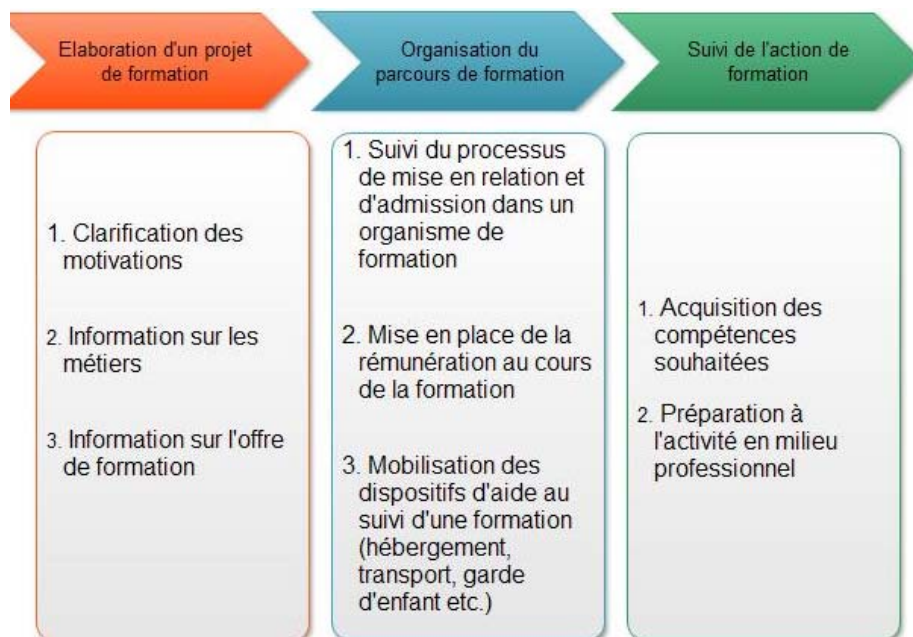 Elaboration d'un projet
de formation
Organisation du
parcours de formation
Suivi de l'action de
formation
1. Clarification des
motivations
2. Information sur les
métiers
3. Information sur l'offre
de formation
1. Suivi du processus
de mise en relation et
d'admission dans un
organisme de
formation
2. Mise en place de la
rémunération au cours
de la formation
3. Mobilisation des
dispositifs d'aide au
suivi d'une formation
(hébergement,
transport, garde
d'enfant etc.)
1. Acquisition des
compétences
souhaitées
2. Préparation à
l'activité en milieu
professionnel